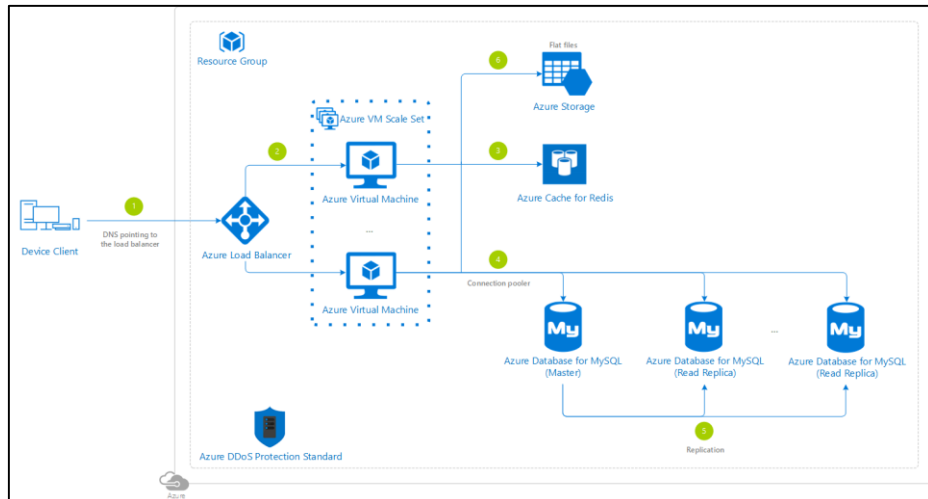 Resource Group
Flat files
6
Azure Storage
Azure VM Scale Set
2
3
Azure Virtual Machine
Azure Cache for Redis
1
...
Device Client
DNS pointing to
the load balancer
Azure Load Balancer
4
Connection pooler
Azure Virtual Machine
My
My
...
My
Azure Database for MySQL
(Master)
Azure Database for MySQL
(Read Replica)
Azure Database for MySQL
(Read Replica)
5
Replication
Azure DDoS Protection Standard
Azure